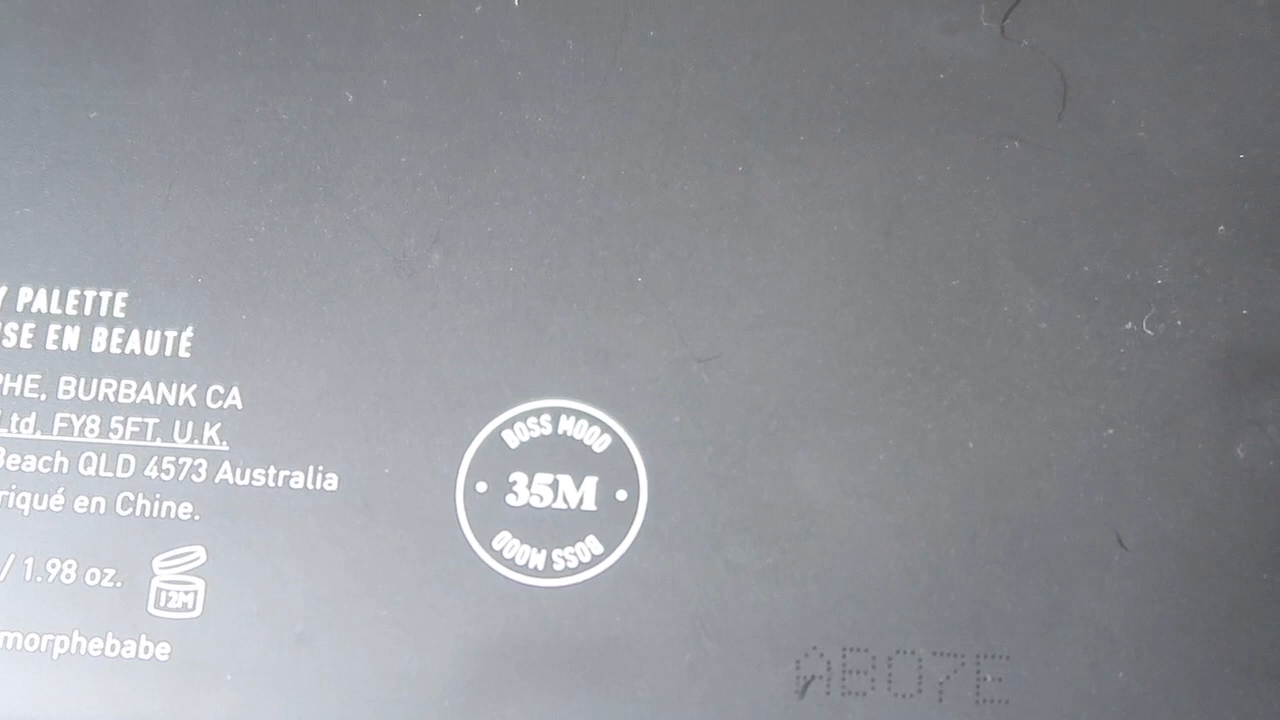 PALETTE
SE EN BEAUTÉ
PHE, BURBANK CA
Ltd. FY8 5FT. U.K.
Beach QLD 4573 Australia
riqué en Chine.
/ 1.98 oz.
12M
morphebabe
BOSS MOOD
35M
BOSS MOOD
AB07E